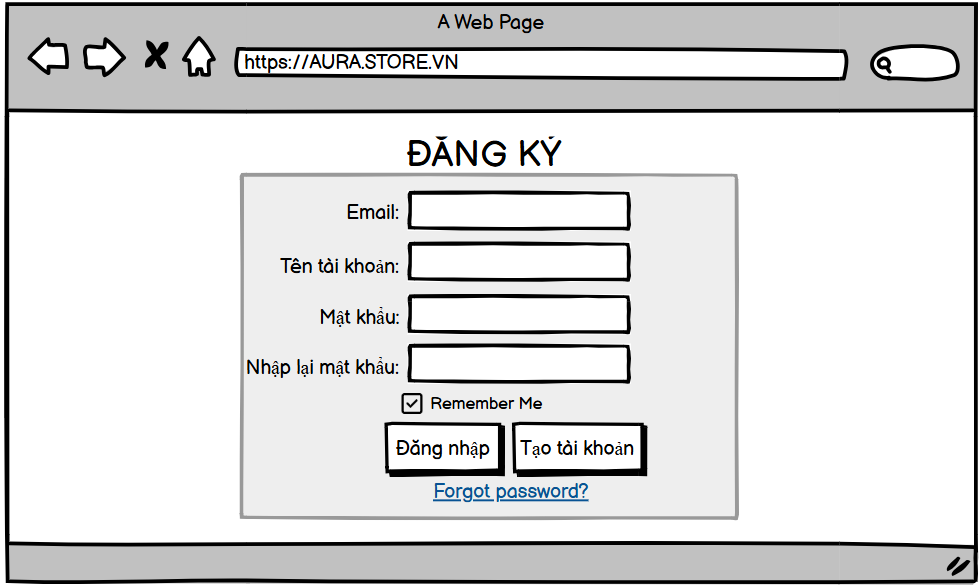 A Web Page
https://AURA.STORE.VN
ĐĂNG KÝ
Email:
Tên tài khoản:
Mật khẩu:
Nhập lại mật khẩu:
Remember Me
Đăng nhập Tạo tài khoản
Forgot password?